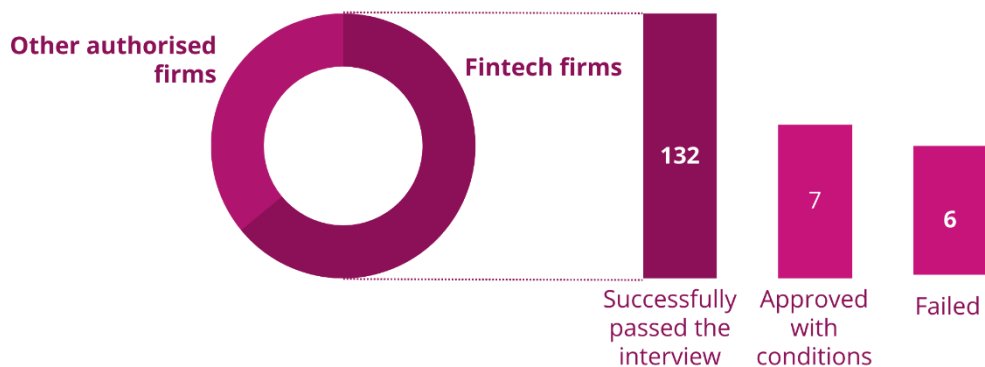 Other authorised
firms
Fintech firms
132
7
6
Successfully
passed the
interview
Approved
with
conditions
Failed